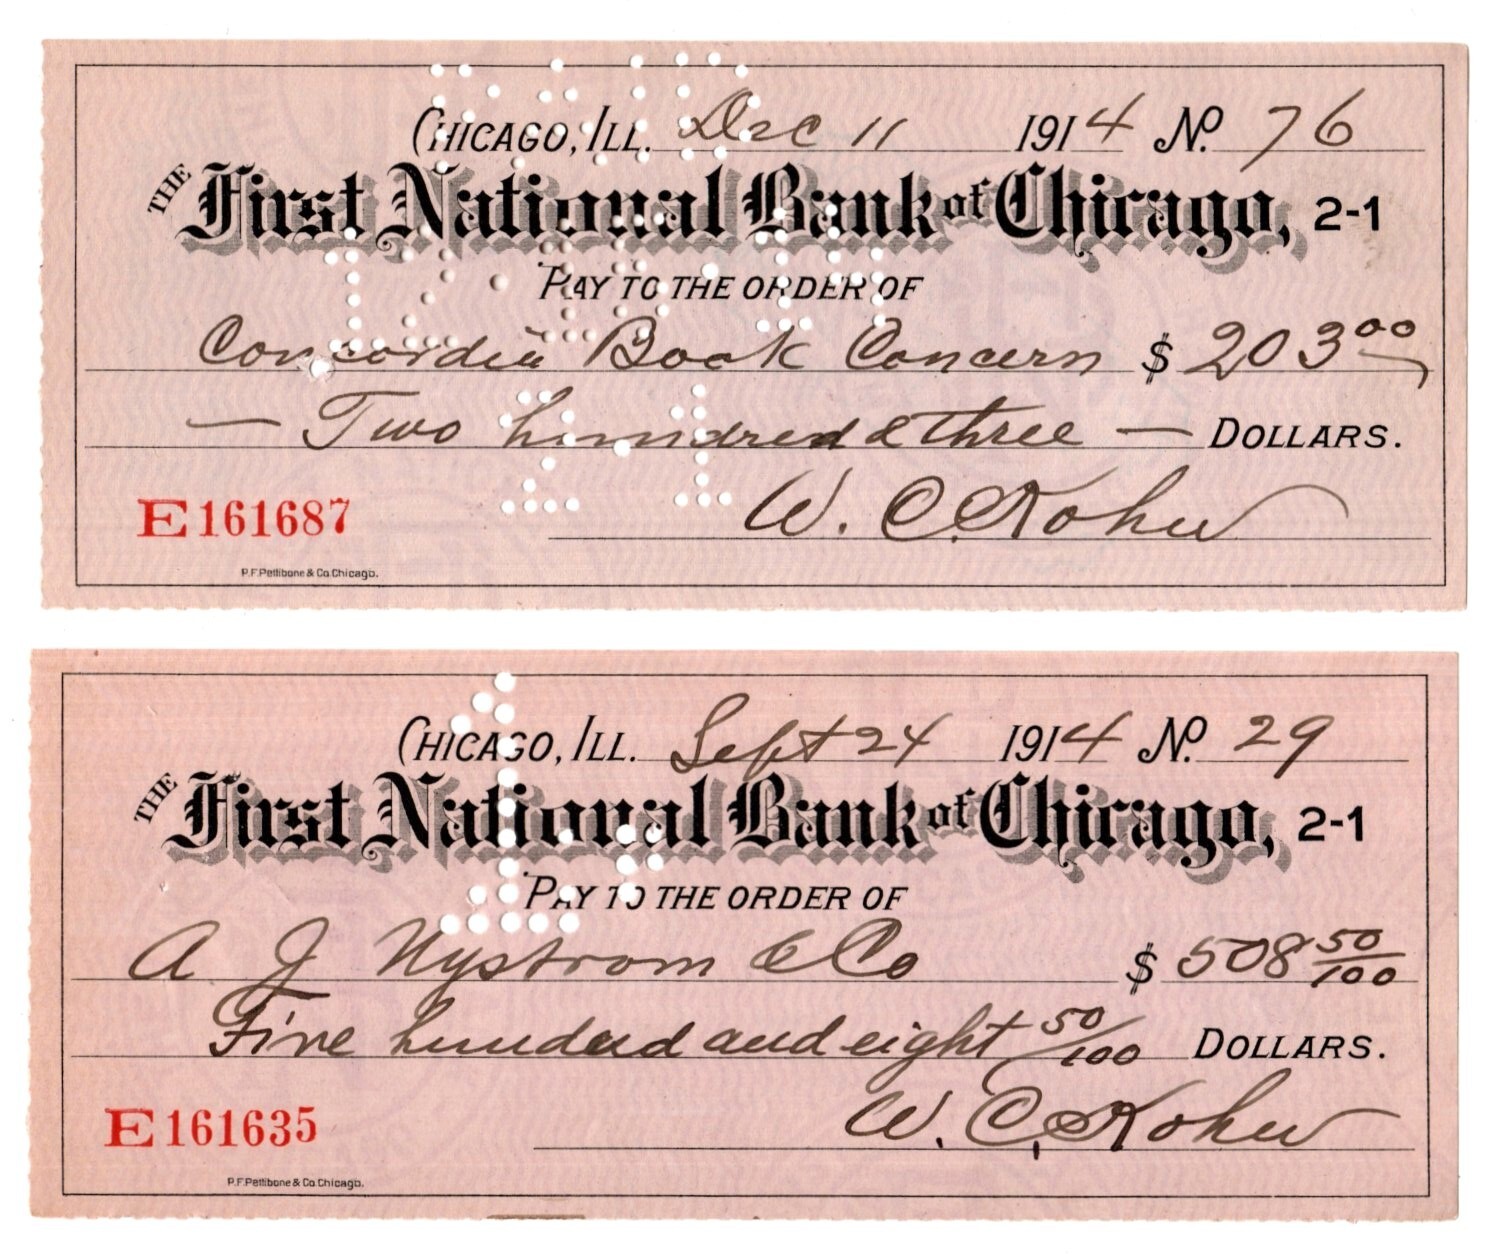 CHICAGO, ILL. Dec 11 1914 No. 76
THE First National Bank of Chicago, 2-1
PAY TO THE ORDER OF
Concordia Book Concern $ 203 00
— Two hundred & three — DOLLARS.
W. C. Kohn
E161687
P.F. Pettibone & Co. Chicago.
CHICAGO, ILL. Sept 24 1914 No. 29
THE First National Bank of Chicago, 2-1
PAY TO THE ORDER OF
A J Nystrom & Co $ 508 50/100
Five hundred and eight 50/100 DOLLARS.
W. C. Kohn
E161635
P.F. Pettibone & Co. Chicago.